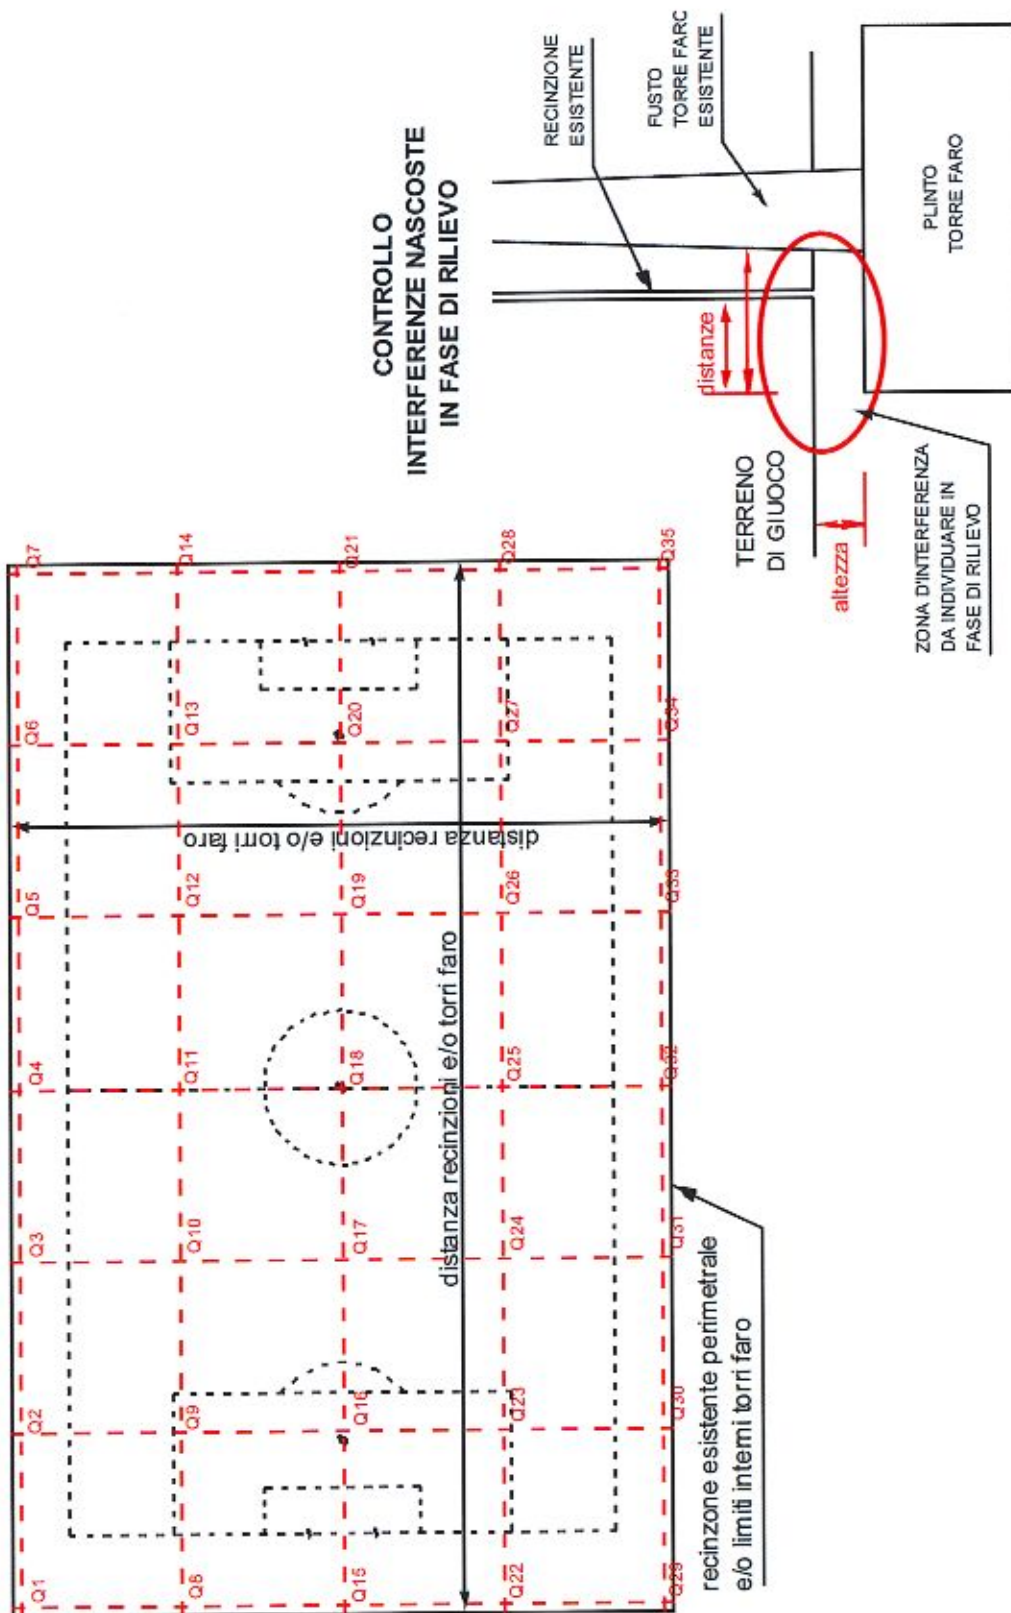 Q1
Q2
Q3
Q4
Q5
Q6
Q7
Q8
Q9
Q10
Q11
Q12
Q13
Q14
Q15
Q16
Q17
Q18
Q19
Q20
Q21
Q22
Q23
Q24
Q25
Q26
Q27
Q28
Q29
Q30
Q31
Q32
Q33
Q34
Q35
distanza recinzioni e/o torri faro
distanza recinzioni e/o torri faro
recinzone esistente perimetrale
e/o limiti interni torri faro
CONTROLLO
INTERFERENZE NASCOSTE
IN FASE DI RILIEVO
RECINZIONE
ESISTENTE
FUSTO
TORRE FARO
ESISTENTE
distanze
TERRENO
DI GIUOCO
altezza
PLINTO
TORRE FARO
ZONA D'INTERFERENZA
DA INDIVIDUARE IN
FASE DI RILIEVO